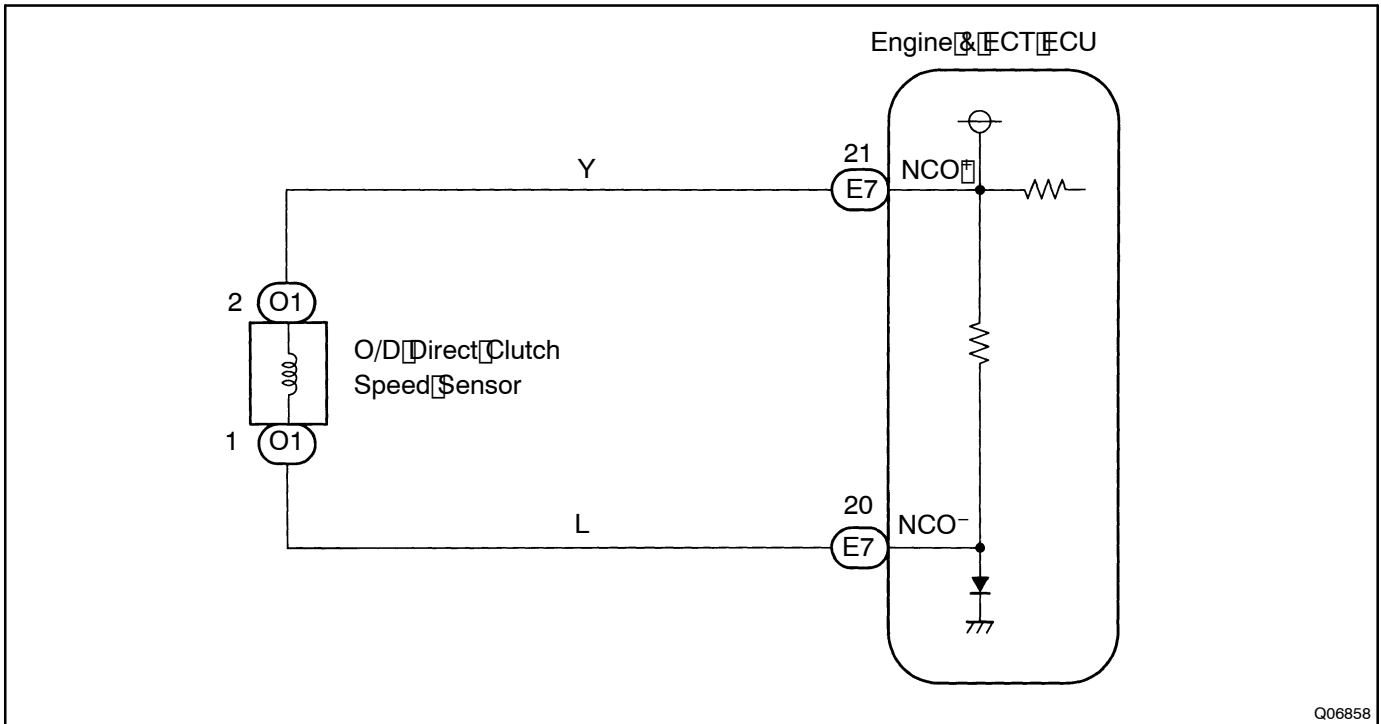 Engine & ECT ECU
21
Y
E7
NCO+
2
O1
O/D Direct Clutch
Speed Sensor
1
O1
20
L
E7
NCO−
Q06858